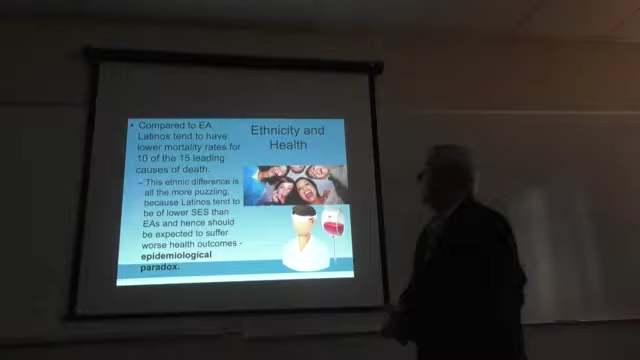 • Compared to EA,
Latinos tend to have
lower mortality rates for
10 of the 15 leading
causes of death.
– This ethnic difference is
all the more puzzling,
because Latinos tend to
be of lower SES than
EAs and hence should
be expected to suffer
worse health outcomes -
epidemiological
paradox.
Ethnicity and
Health